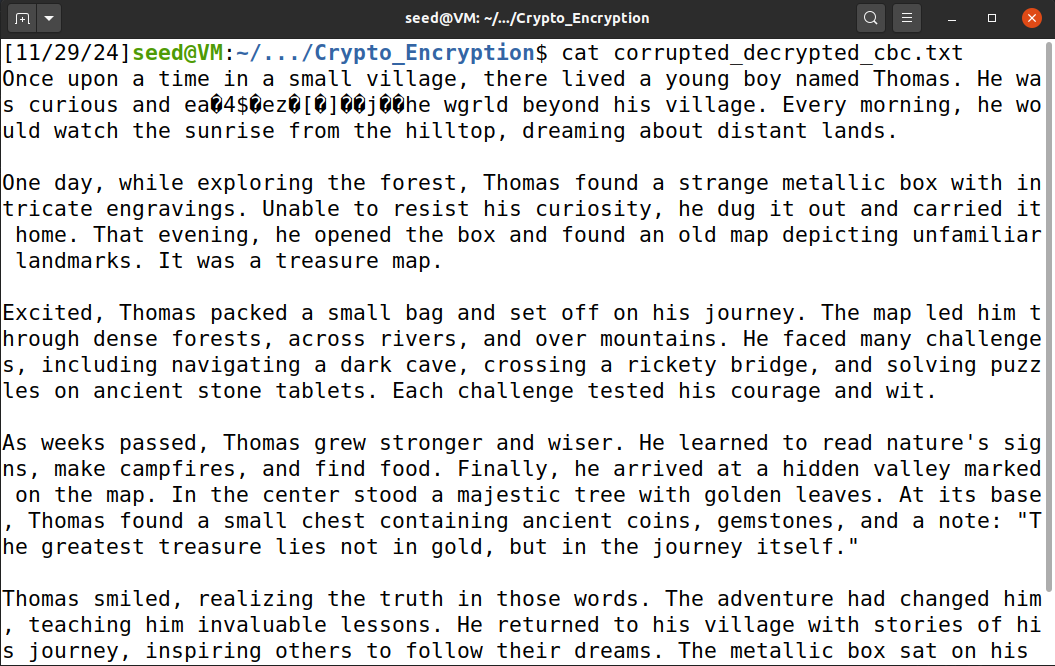 seed@VM: ~/.../Crypto_Encryption
[11/29/24]seed@VM:~/.../Crypto_Encryption$ cat corrupted_decrypted_cbc.txt
Once upon a time in a small village, there lived a young boy named Thomas. He wa
s curious and ea�4$�ez�[�]��j��he wgrld beyond his village. Every morning, he wo
uld watch the sunrise from the hilltop, dreaming about distant lands.
One day, while exploring the forest, Thomas found a strange metallic box with in
tricate engravings. Unable to resist his curiosity, he dug it out and carried it
 home. That evening, he opened the box and found an old map depicting unfamiliar
 landmarks. It was a treasure map.
Excited, Thomas packed a small bag and set off on his journey. The map led him t
hrough dense forests, across rivers, and over mountains. He faced many challenge
s, including navigating a dark cave, crossing a rickety bridge, and solving puzz
les on ancient stone tablets. Each challenge tested his courage and wit.
As weeks passed, Thomas grew stronger and wiser. He learned to read nature's sig
ns, make campfires, and find food. Finally, he arrived at a hidden valley marked
 on the map. In the center stood a majestic tree with golden leaves. At its base
, Thomas found a small chest containing ancient coins, gemstones, and a note: "T
he greatest treasure lies not in gold, but in the journey itself."
Thomas smiled, realizing the truth in those words. The adventure had changed him
, teaching him invaluable lessons. He returned to his village with stories of hi
s journey, inspiring others to follow their dreams. The metallic box sat on his